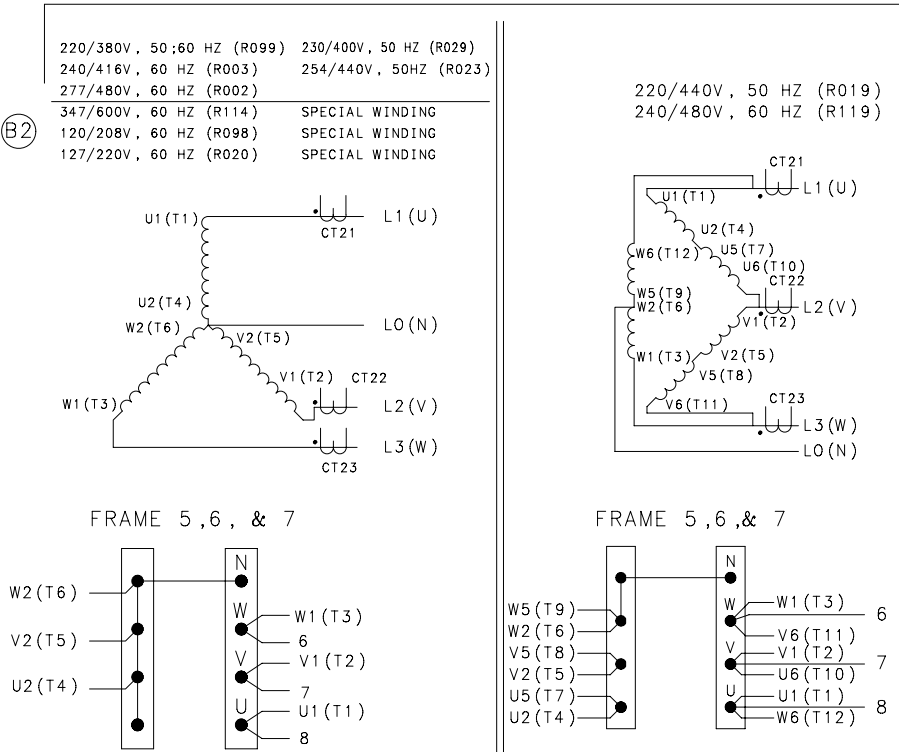 220/380V, 50;60 HZ (R099) 230/400V, 50 HZ (R029)
240/416V, 60 HZ (R003) 254/440V, 50HZ (R023)
277/480V, 60 HZ (R002)
347/600V, 60 HZ (R114) SPECIAL WINDING
B2
120/208V, 60 HZ (R098) SPECIAL WINDING
127/220V, 60 HZ (R020) SPECIAL WINDING
U1(T1)
L1(U)
CT21
U2(T4)
W2(T6)
V2(T5)
L0(N)
V1(T2)
CT22
W1(T3)
L2(V)
L3(W)
CT23
FRAME 5,6, & 7
N
W2(T6)
W
W1(T3)
V2(T5)
6
V
V1(T2)
U2(T4)
7
U
U1(T1)
8
220/440V, 50 HZ (R019)
240/480V, 60 HZ (R119)
CT21
L1(U)
U1(T1)
U2(T4)
U5(T7)
W6(T12)
U6(T10)
CT22
W5(T9)
W2(T6)
L2(V)
V1(T2)
W1(T3)
V2(T5)
V5(T8)
CT23
V6(T11)
L3(W)
L0(N)
FRAME 5,6,& 7
N
W5(T9)
W
W1(T3)
6
W2(T6)
V6(T11)
V5(T8)
V
V1(T2)
7
V2(T5)
U6(T10)
U5(T7)
U
U1(T1)
8
U2(T4)
W6(T12)